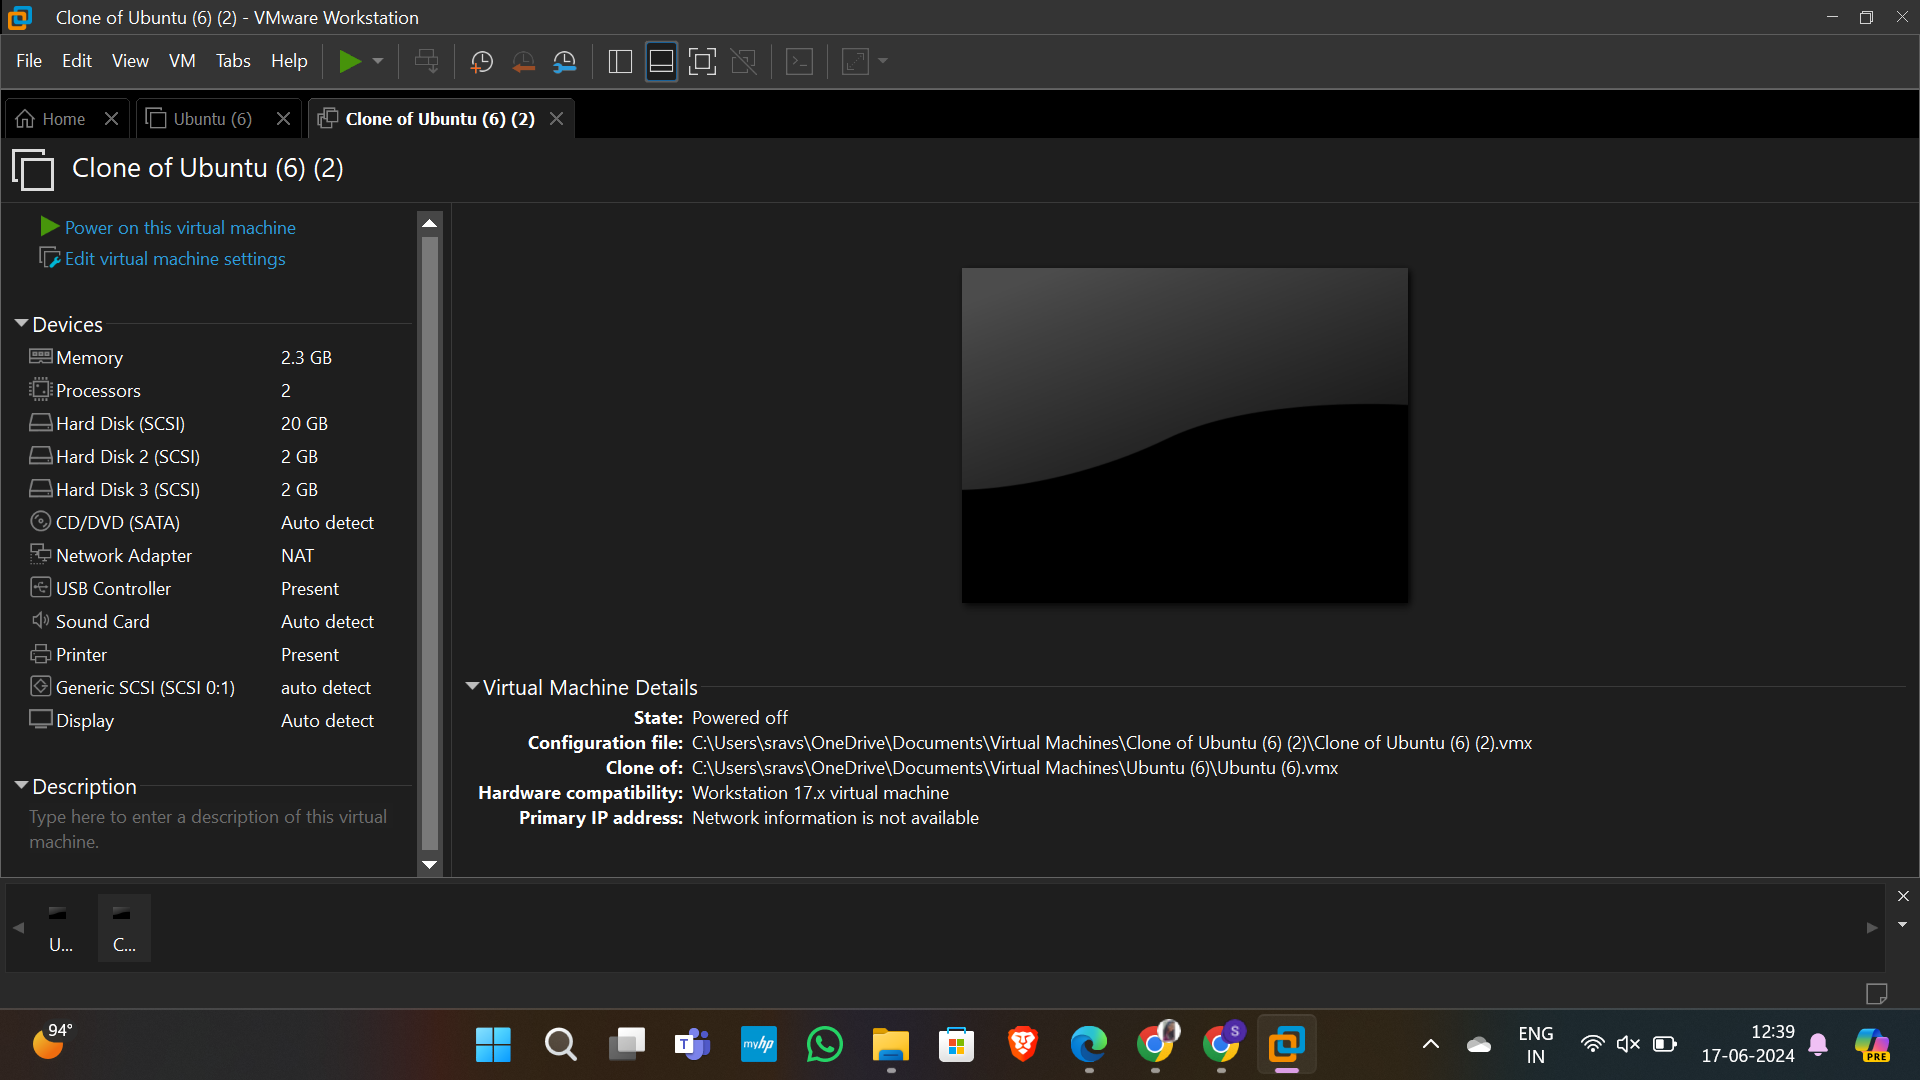 Clone of Ubuntu (6) (2) - VMware Workstation
File Edit View VM Tabs Help
Home Ubuntu (6) Clone of Ubuntu (6) (2)
Clone of Ubuntu (6) (2)
Power on this virtual machine
Edit virtual machine settings
Devices
Memory 2.3 GB
Processors 2
Hard Disk (SCSI) 20 GB
Hard Disk 2 (SCSI) 2 GB
Hard Disk 3 (SCSI) 2 GB
CD/DVD (SATA) Auto detect
Network Adapter NAT
USB Controller Present
Sound Card Auto detect
Printer Present
Generic SCSI (SCSI 0:1) auto detect
Display Auto detect
Description
Type here to enter a description of this virtual
machine.
Virtual Machine Details
State: Powered off
Configuration file: C:\Users\sravs\OneDrive\Documents\Virtual Machines\Clone of Ubuntu (6) (2)\Clone of Ubuntu (6) (2).vmx
Clone of: C:\Users\sravs\OneDrive\Documents\Virtual Machines\Ubuntu (6)\Ubuntu (6).vmx
Hardware compatibility: Workstation 17.x virtual machine
Primary IP address: Network information is not available
U... C...
94°
T
myhp
S
ENG
IN
12:39
17-06-2024
PRE